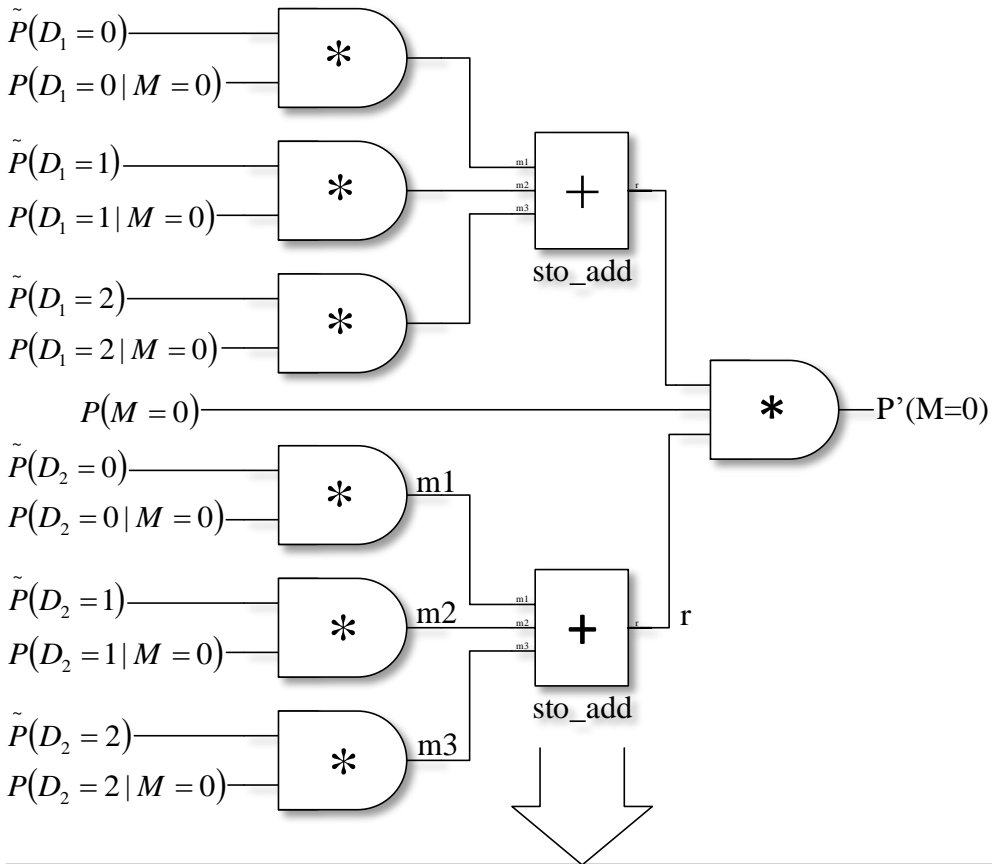 P̃(D₁ = 0)
*
P(D₁ = 0 | M = 0)
P̃(D₁ = 1)
*
P(D₁ = 1 | M = 0)
m1
m2
m3
+
r
sto_add
P̃(D₁ = 2)
*
P(D₁ = 2 | M = 0)
P(M = 0)
*
P’(M=0)
P̃(D₂ = 0)
*
m1
P(D₂ = 0 | M = 0)
P̃(D₂ = 1)
*
m2
P(D₂ = 1 | M = 0)
m1
m2
m3
+
r
r
sto_add
P̃(D₂ = 2)
*
m3
P(D₂ = 2 | M = 0)